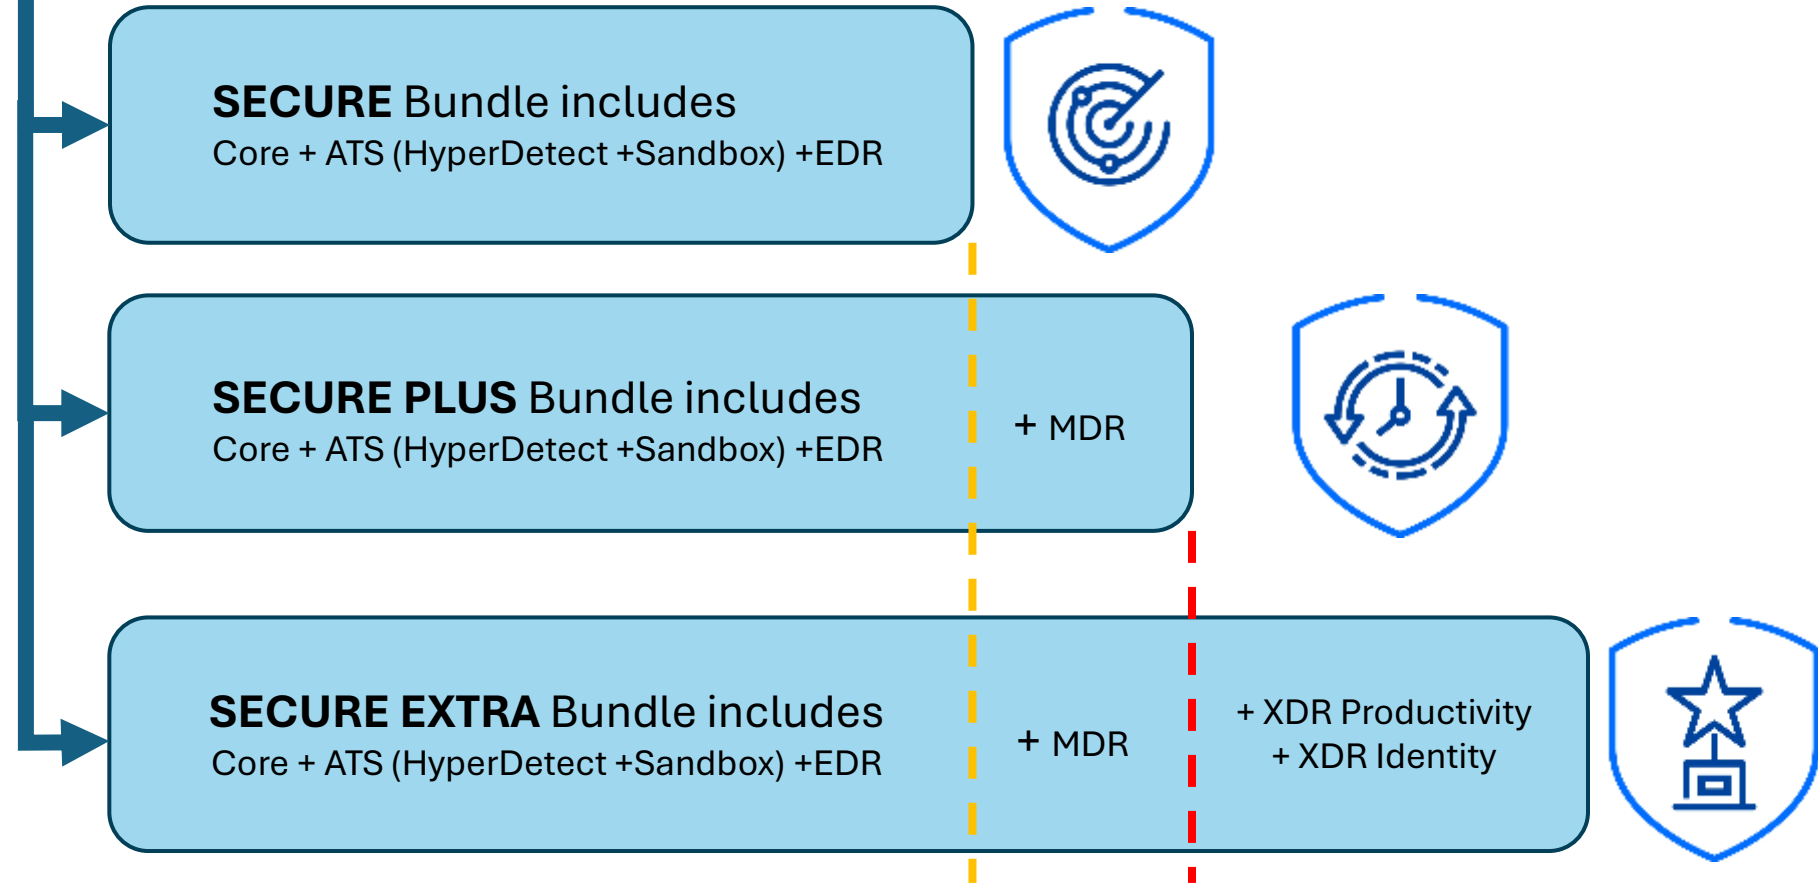 SECURE Bundle includes
Core + ATS (HyperDetect +Sandbox) +EDR
SECURE PLUS Bundle includes
Core + ATS (HyperDetect +Sandbox) +EDR
+ MDR
SECURE EXTRA Bundle includes
Core + ATS (HyperDetect +Sandbox) +EDR
+ MDR
+ XDR Productivity
+ XDR Identity